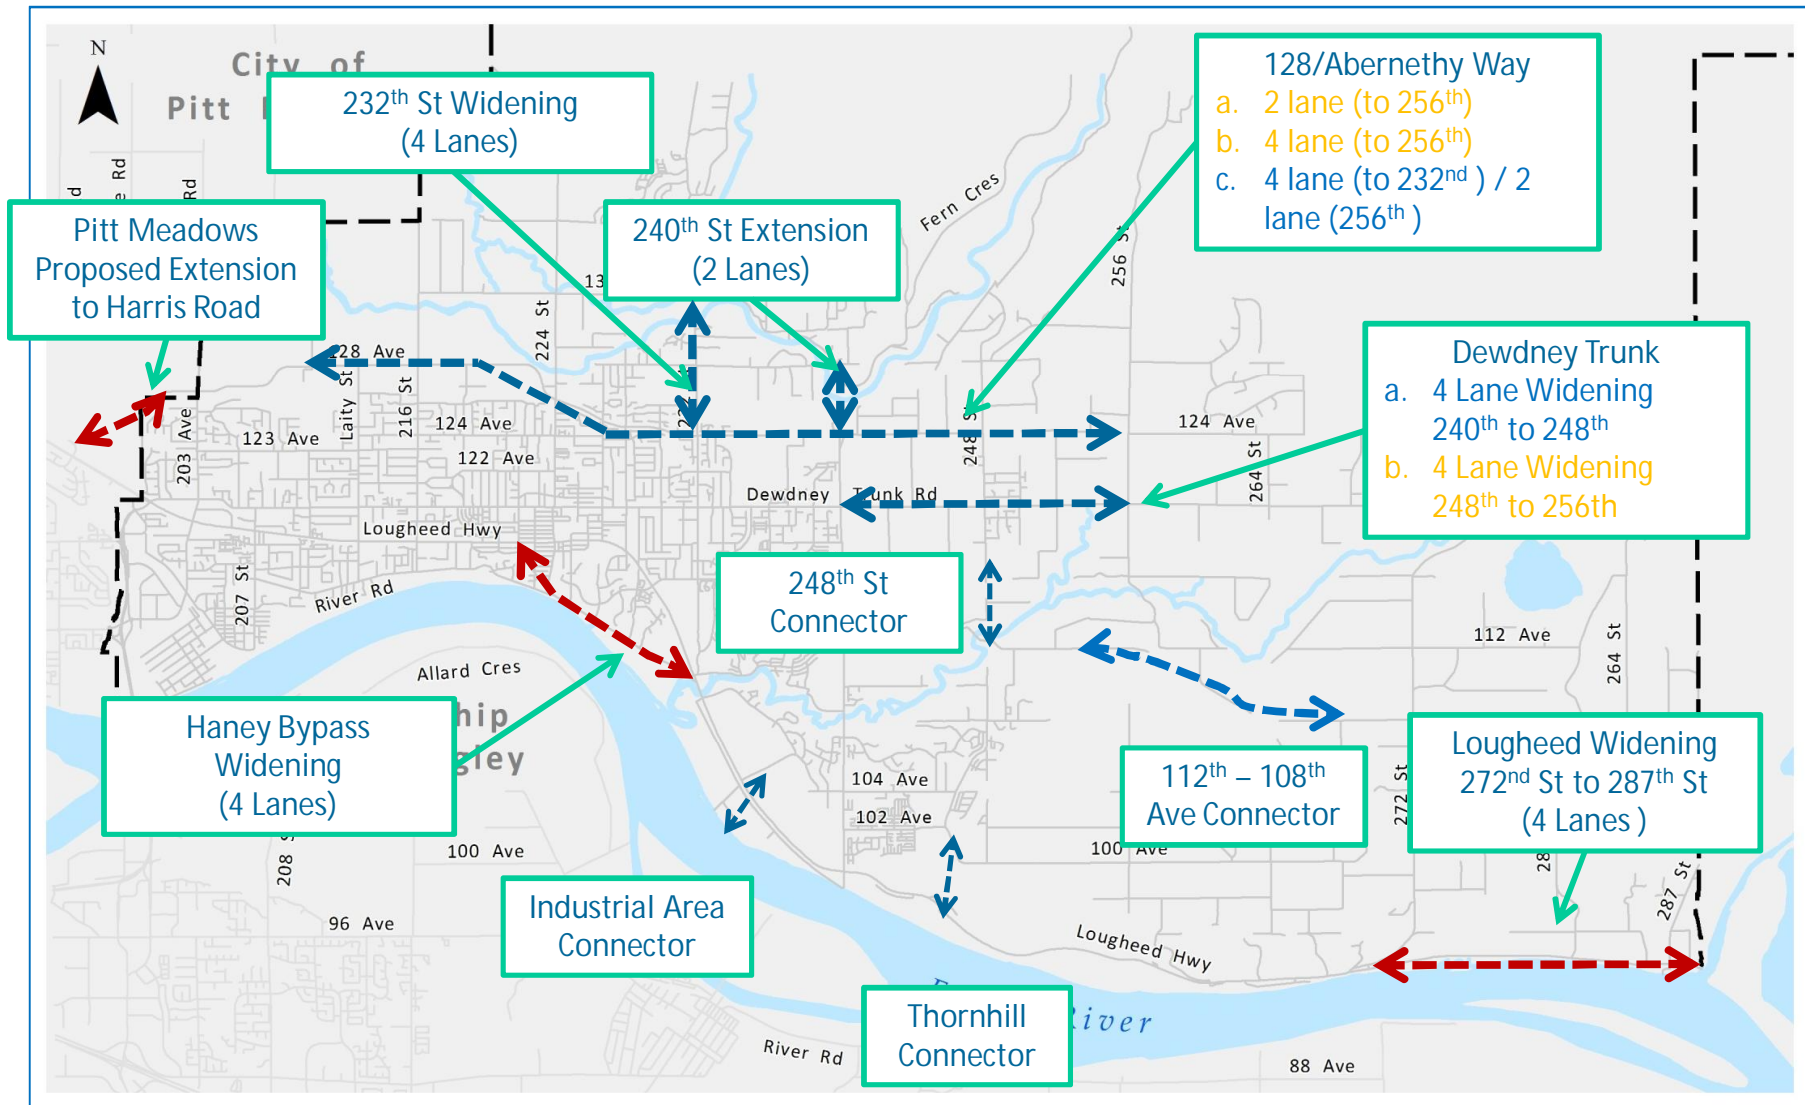 N
City of
Pitt
232th St Widening
(4 Lanes)
128/Abernethy Way
a. 2 lane (to 256th)
b. 4 lane (to 256th)
c. 4 lane (to 232nd ) / 2
lane (256th )
Rd
Fern Cres
Pitt Meadows
Proposed Extension
to Harris Road
240th St Extension
(2 Lanes)
256 St
224 St
128 Ave
Laity St
216 St
203 Ave
123 Ave
124 Ave
122 Ave
248 St
124 Ave
264 St
Dewdney Trunk
a. 4 Lane Widening
240th to 248th
b. 4 Lane Widening
248th to 256th
Dewdney Trunk Rd
Lougheed Hwy
207 St
River Rd
248th St
Connector
112 Ave
264 St
Allard Cres
Haney Bypass
Widening
(4 Lanes)
hip
gley
104 Ave
102 Ave
112th – 108th
Ave Connector
272 St
Lougheed Widening
272nd St to 287th St
(4 Lanes )
208
100 Ave
100 Ave
28
287 St
Industrial Area
Connector
96 Ave
Lougheed Hwy
Thornhill
Connector
River
River Rd
88 Ave